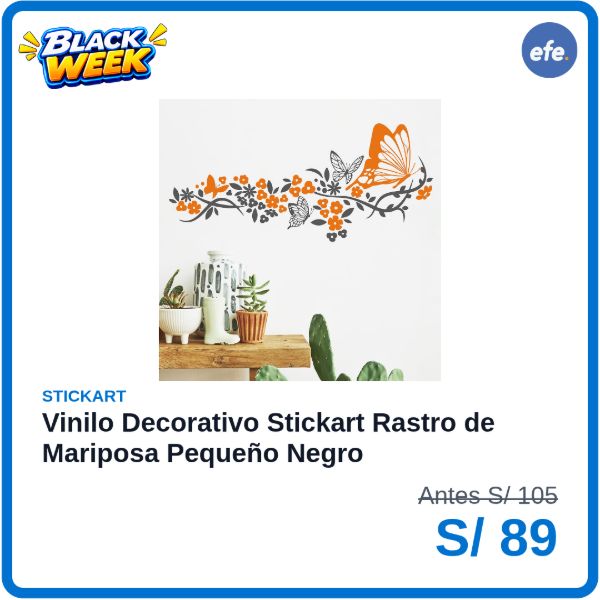 BLACK
WEEK
efe.
STICKART
Vinilo Decorativo Stickart Rastro de
Mariposa Pequeño Negro
Antes S/ 105
S/ 89